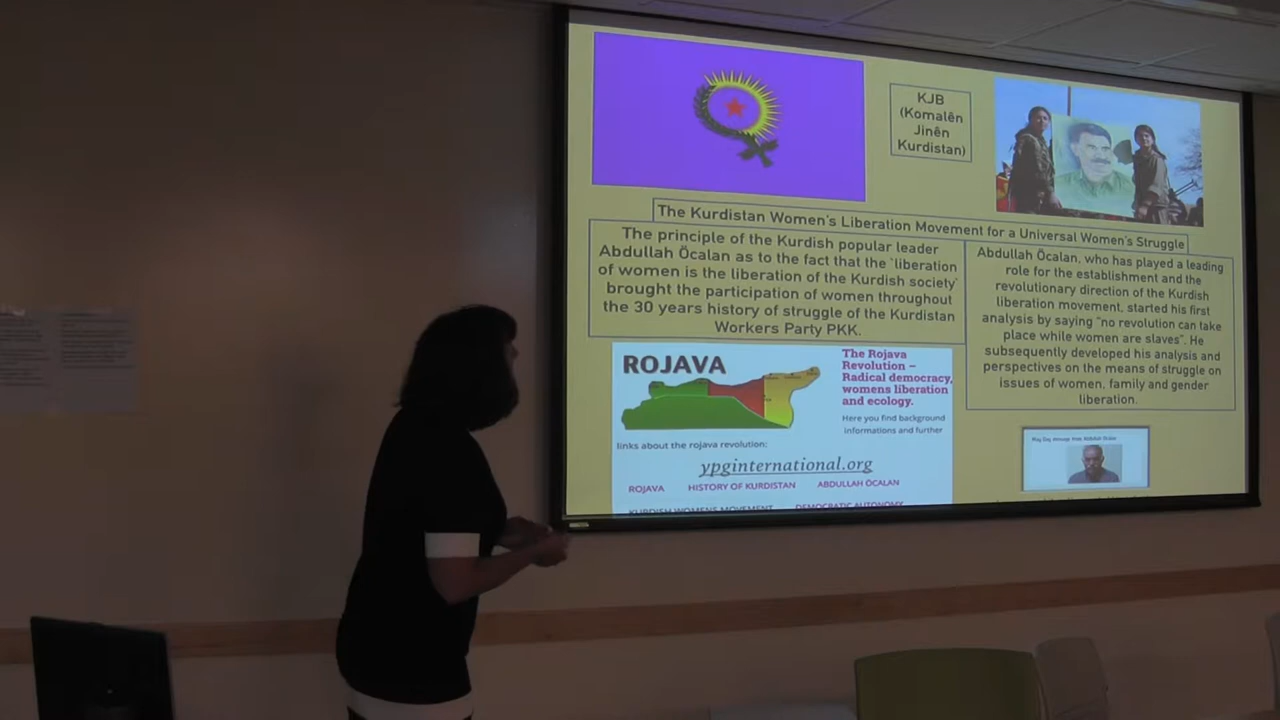 KJB
(Komalên
Jinên
Kurdistan)
The Kurdistan Women's Liberation Movement for a Universal Women's Struggle
The principle of the Kurdish popular leader
Abdullah Öcalan as to the fact that the 'liberation
of women is the liberation of the Kurdish society'
brought the participation of women throughout
the 30 years history of struggle of the Kurdistan
Workers Party PKK.
Abdullah Öcalan, who has played a leading
role for the establishment and the
revolutionary direction of the Kurdish
liberation movement, started his first
analysis by saying "no revolution can take
place while women are slaves". He
subsequently developed his analysis and
perspectives on the means of struggle on
issues of women, family and gender
liberation.
ROJAVA
The Rojava
Revolution –
Radical democracy,
womens liberation
and ecology.
Here you find background
informations and further
links about the rojava revolution:
ypginternational.org
ROJAVA HISTORY OF KURDISTAN ABDULLAH ÖCALAN
KURDISH WOMENS MOVEMENT DEMOCRATIC AUTONOMY